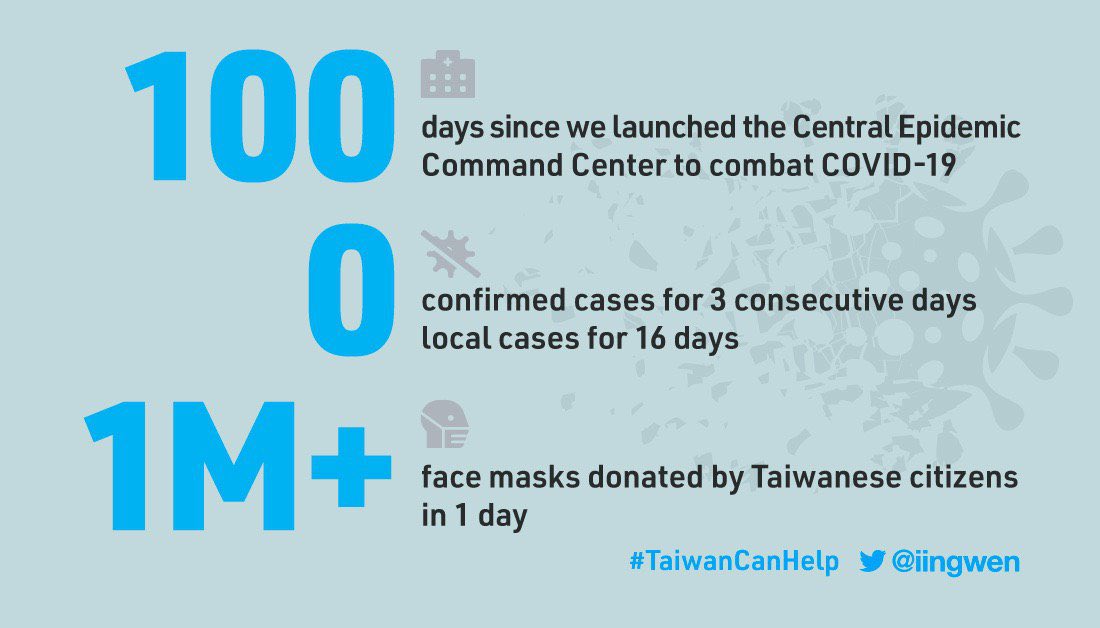 100
days since we launched the Central Epidemic
Command Center to combat COVID-19
0
confirmed cases for 3 consecutive days
local cases for 16 days
1M+
face masks donated by Taiwanese citizens
in 1 day
#TaiwanCanHelp @iingwen